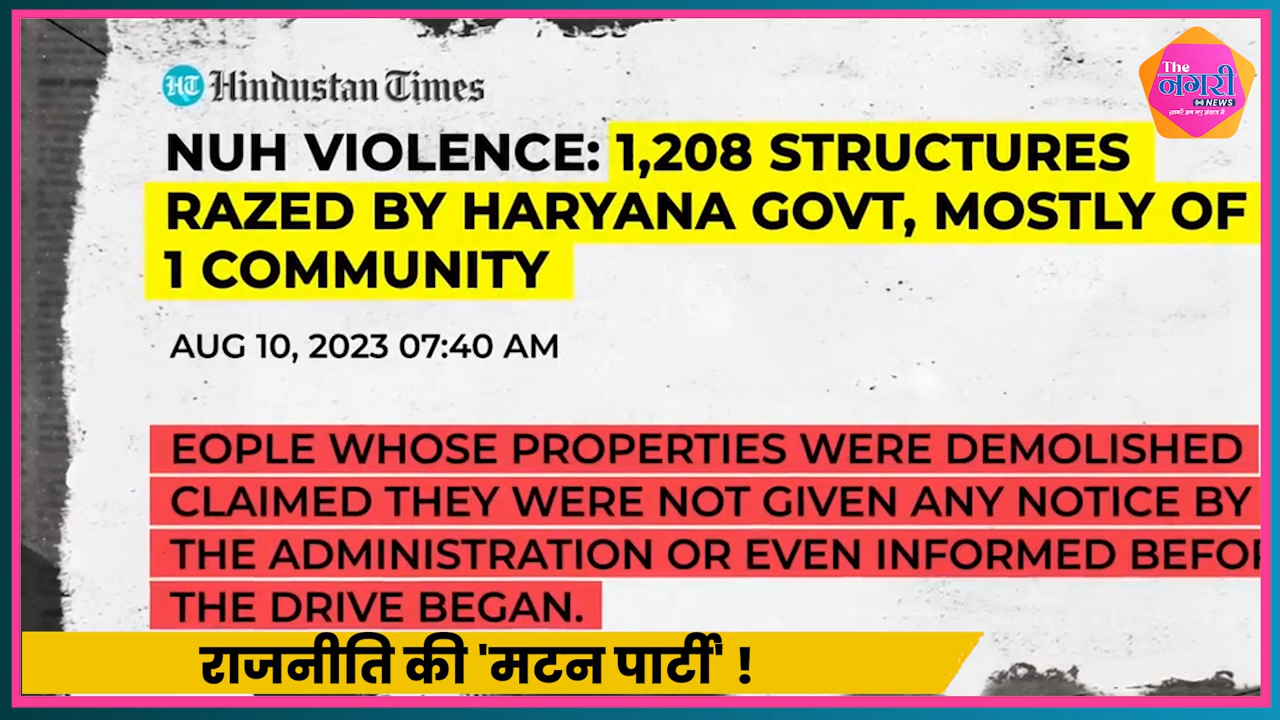 HT Hindustan Times
The
नगरी
NEWS
NUH VIOLENCE: 1,208 STRUCTURES
RAZED BY HARYANA GOVT, MOSTLY OF
1 COMMUNITY
AUG 10, 2023 07:40 AM
EOPLE WHOSE PROPERTIES WERE DEMOLISHED
CLAIMED THEY WERE NOT GIVEN ANY NOTICE BY
THE ADMINISTRATION OR EVEN INFORMED BEFOR
THE DRIVE BEGAN.
राजनीति की 'मटन पार्टी' !